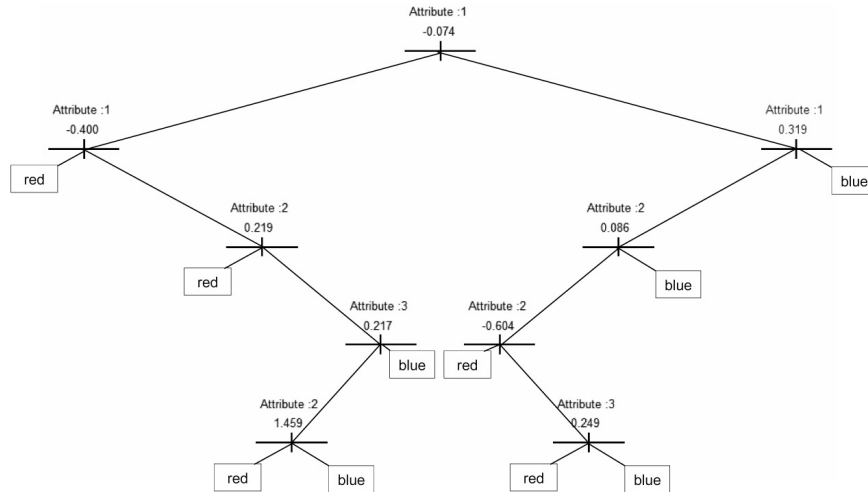 Attribute :1
-0.074
Attribute :1
-0.400
Attribute :1
0.319
red
blue
Attribute :2
0.219
Attribute :2
0.086
red
blue
Attribute :3
0.217
Attribute :2
-0.604
blue
red
Attribute :2
1.459
Attribute :3
0.249
red
blue
red
blue